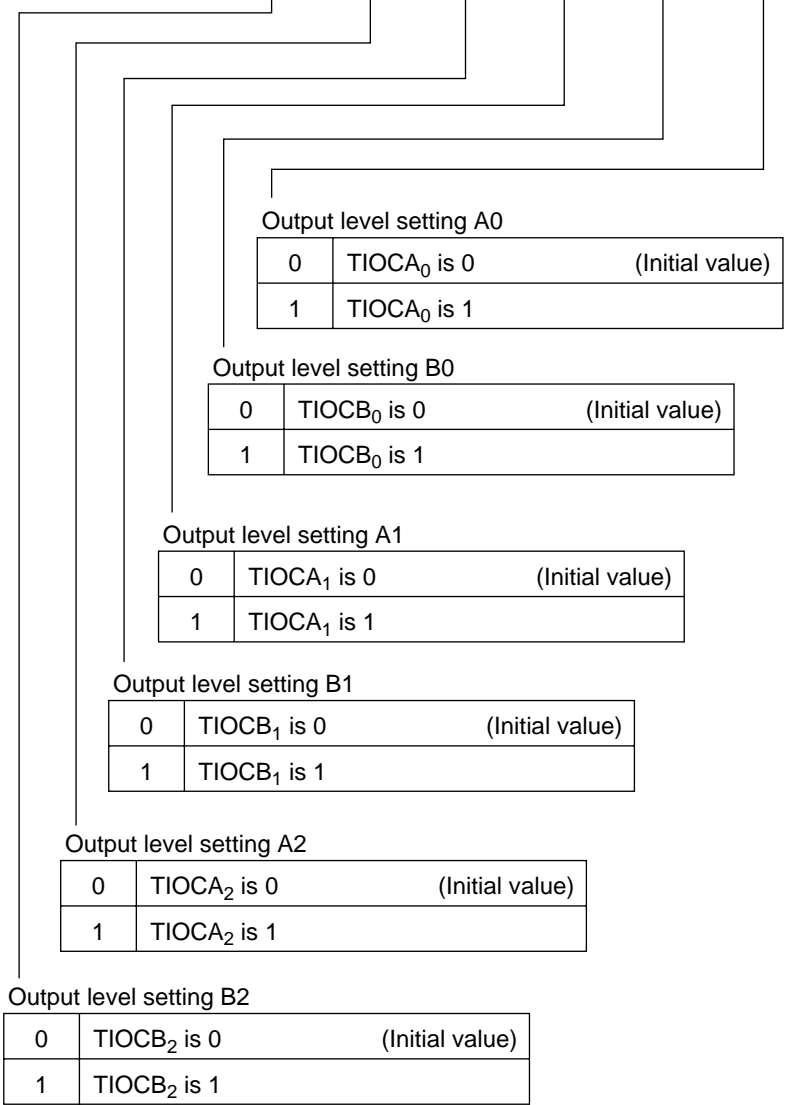 Output level setting A0
0 TIOCA₀ is 0 (Initial value)
1 TIOCA₀ is 1
Output level setting B0
0 TIOCB₀ is 0 (Initial value)
1 TIOCB₀ is 1
Output level setting A1
0 TIOCA₁ is 0 (Initial value)
1 TIOCA₁ is 1
Output level setting B1
0 TIOCB₁ is 0 (Initial value)
1 TIOCB₁ is 1
Output level setting A2
0 TIOCA₂ is 0 (Initial value)
1 TIOCA₂ is 1
Output level setting B2
0 TIOCB₂ is 0 (Initial value)
1 TIOCB₂ is 1